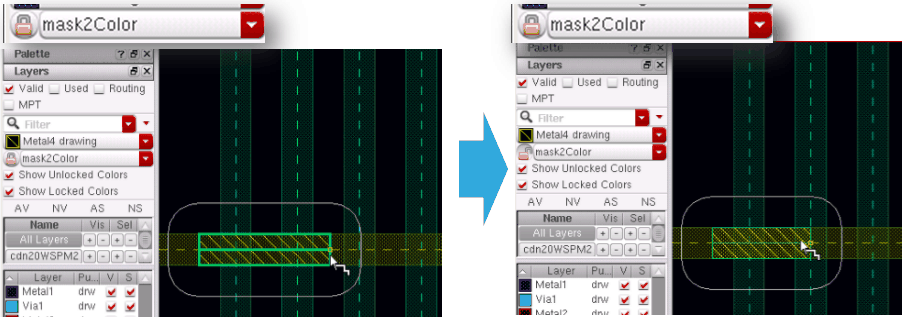 mask2Color
Palette
Layers
Valid Used Routing
MPT
Filter
Metal4 drawing
mask2Color
Show Unlocked Colors
Show Locked Colors
AV NV AS NS
Name Vis Sel
All Layers + - + -
cdn20WSPM2 + - + -
Layer Pu... V S
Metal1 drw
Via1 drw
mask2Color
Palette
Layers
Valid Used Routing
MPT
Filter
Metal4 drawing
mask2Color
Show Unlocked Colors
Show Locked Colors
AV NV AS NS
Name Vis Sel
All Layers + - + -
cdn20WSPM2 + - + -
Layer Pu... V S
Metal1 drw
Via1 drw
Metal2 drw